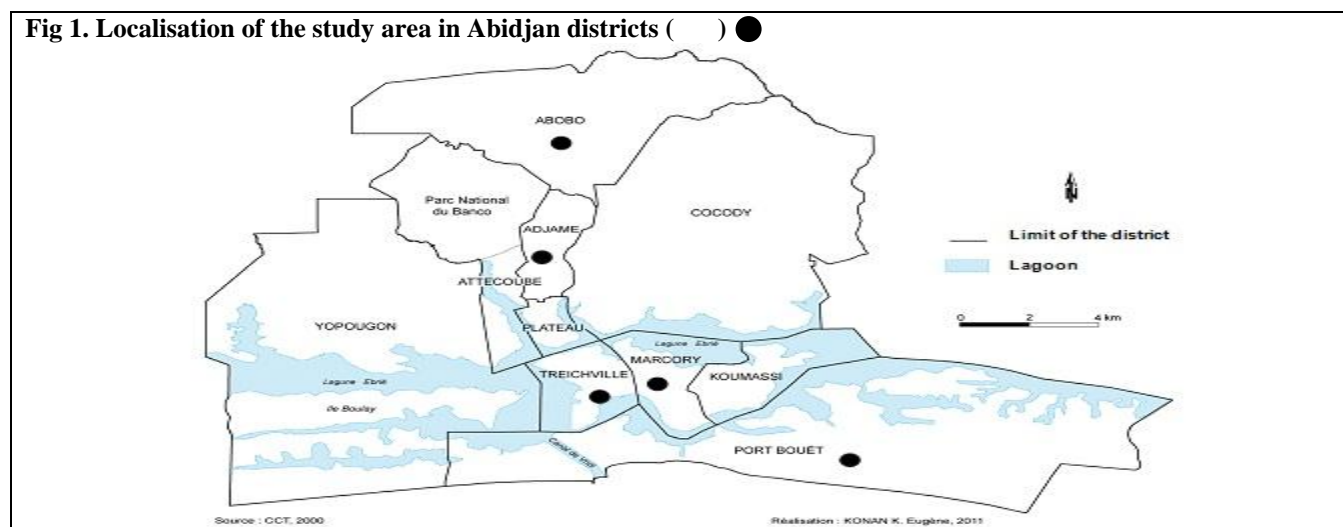 Fig 1. Localisation of the study area in Abidjan districts ( )
ABOBO
Parc National
du Banco
ADJAME
COCODY
ATTECOUBE
YOPOUGON
PLATEAU
Lagune Ebrié
MARCORY
TREICHVILLE
KOUMASSI
Lagune Ebrié
Ile Boulay
Canal de Vridi
PORT BOUËT
Limit of the district
Lagoon
0 2 4 km
Source : CCT, 2000
Réalisation : KONAN K. Eugène, 2011